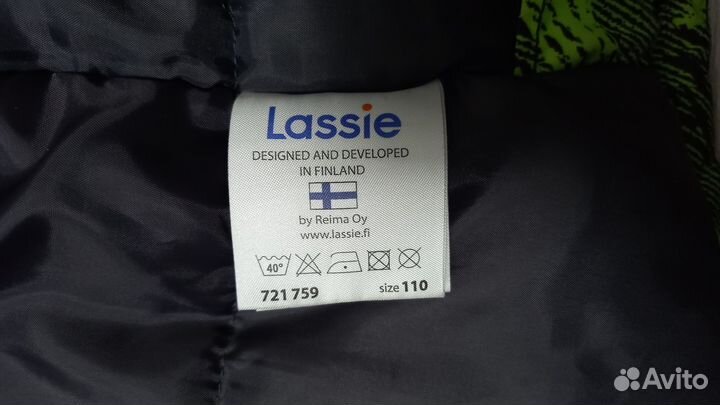 Lassie
DESIGNED AND DEVELOPED
IN FINLAND
by Reima Oy
www.lassie.fi
40°
721 759 size 110
Avito